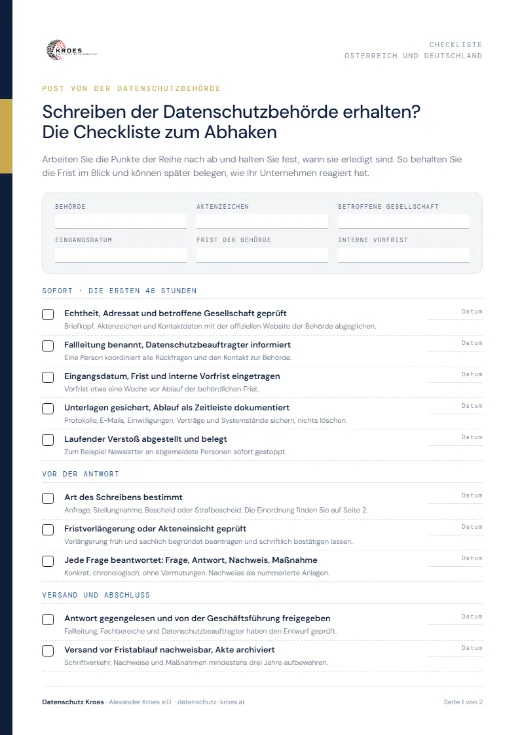 KROES
CHECKLISTE
ÖSTERREICH UND DEUTSCHLAND
POST VON DER DATENSCHUTZBEHÖRDE
Schreiben der Datenschutzbehörde erhalten?
Die Checkliste zum Abhaken
Arbeiten Sie die Punkte der Reihe nach ab und halten Sie fest, wann sie erledigt sind. So behalten Sie
die Frist im Blick und können später belegen, wie Ihr Unternehmen reagiert hat.
BEHÖRDE AKTENZEICHEN BETROFFENE GESELLSCHAFT
EINGANGSDATUM FRIST DER BEHÖRDE INTERNE VORFRIST
SOFORT · DIE ERSTEN 48 STUNDEN
Echtheit, Adressat und betroffene Gesellschaft geprüft Datum
Briefkopf, Aktenzeichen und Kontaktdaten mit der offiziellen Website der Behörde abgeglichen.
Fallleitung benannt, Datenschutzbeauftragter informiert Datum
Eine Person koordiniert alle Rückfragen und den Kontakt zur Behörde.
Eingangsdatum, Frist und interne Vorfrist eingetragen Datum
Vorfrist etwa eine Woche vor Ablauf der behördlichen Frist.
Unterlagen gesichert, Ablauf als Zeitleiste dokumentiert Datum
Protokolle, E-Mails, Einwilligungen, Verträge und Systemstände sichern, nichts löschen.
Laufender Verstoß abgestellt und belegt Datum
Zum Beispiel Newsletter an abgemeldete Personen sofort gestoppt.
VOR DER ANTWORT
Art des Schreibens bestimmt Datum
Anfrage, Stellungnahme, Bescheid oder Strafbescheid. Die Einordnung finden Sie auf Seite 2.
Fristverlängerung oder Akteneinsicht geprüft Datum
Verlängerung früh und sachlich begründet beantragen und schriftlich bestätigen lassen.
Jede Frage beantwortet: Frage, Antwort, Nachweis, Maßnahme Datum
Konkret, chronologisch, ohne Vermutungen. Nachweise als nummerierte Anlagen.
VERSAND UND ABSCHLUSS
Antwort gegengelesen und von der Geschäftsführung freigegeben Datum
Fallleitung, Fachbereiche und Datenschutzbeauftragter haben den Entwurf geprüft.
Versand vor Fristablauf nachweisbar, Akte archiviert Datum
Schriftverkehr, Nachweise und Maßnahmen mindestens drei Jahre aufbewahren.
Datenschutz Kroes · Alexander Kroes e.U. · datenschutz-kroes.at Seite 1 von 2